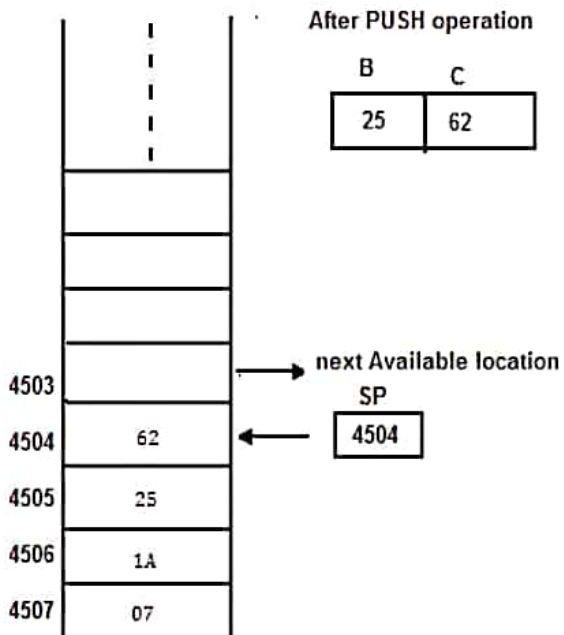 After PUSH operation
B C
25 62
4503
next Available location
SP
4504 62 4504
4505 25
4506 1A
4507 07